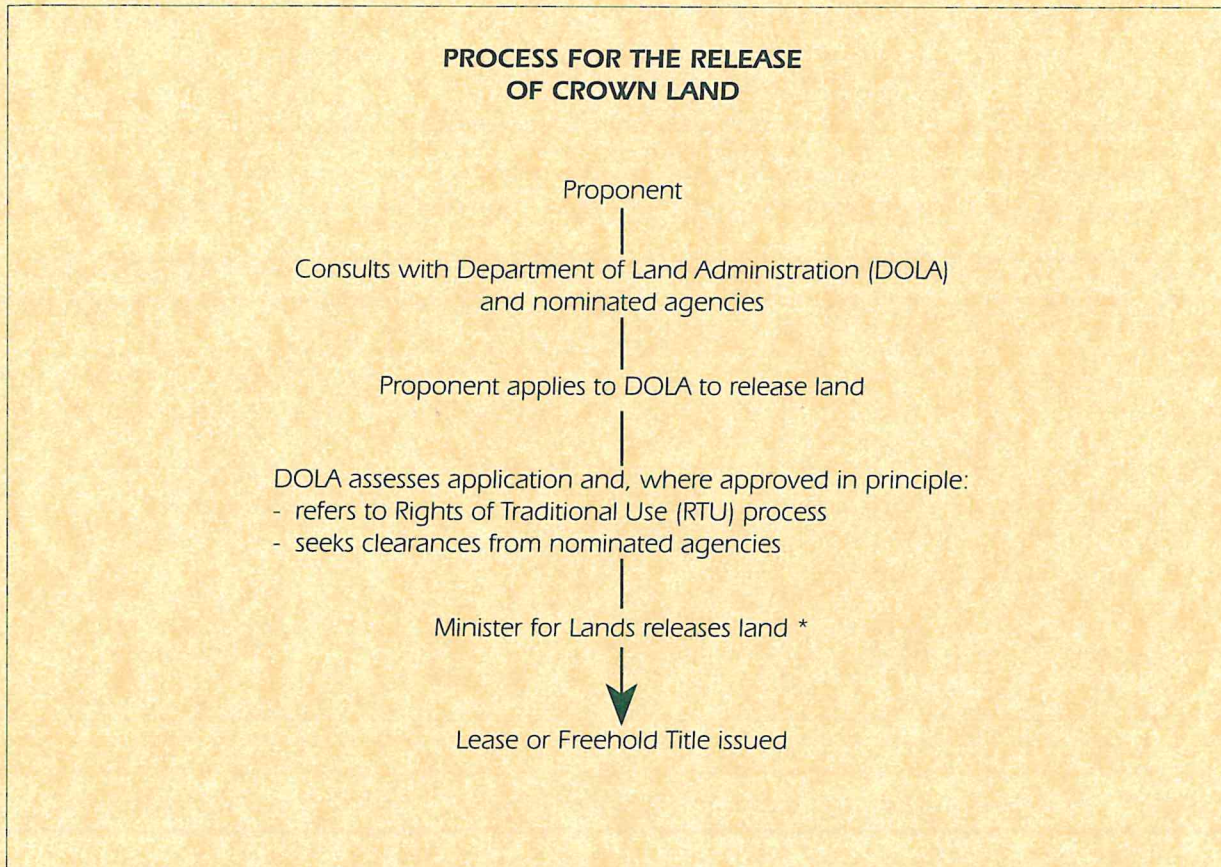 PROCESS FOR THE RELEASE
OF CROWN LAND
Proponent
Consults with Department of Land Administration (DOLA)
and nominated agencies
Proponent applies to DOLA to release land
DOLA assesses application and, where approved in principle:
- refers to Rights of Traditional Use (RTU) process
- seeks clearances from nominated agencies
Minister for Lands releases land *
Lease or Freehold Title issued